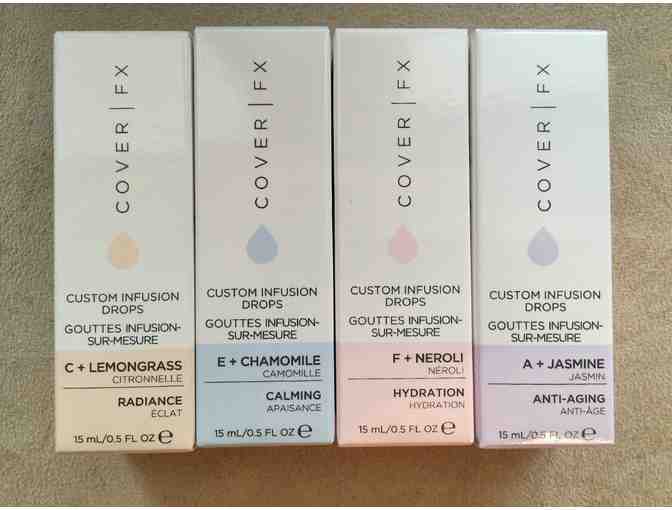 COVER | FX
CUSTOM INFUSION
DROPS
GOUTTES INFUSION-
SUR-MESURE
C + LEMONGRASS
CITRONNELLE
RADIANCE
ÉCLAT
15 mL/0.5 FL OZ ℮
COVER | FX
CUSTOM INFUSION
DROPS
GOUTTES INFUSION-
SUR-MESURE
E + CHAMOMILE
CAMOMILLE
CALMING
APAISANCE
15 mL/0.5 FL OZ ℮
COVER | FX
CUSTOM INFUSION
DROPS
GOUTTES INFUSION-
SUR-MESURE
F + NEROLI
NÉROLI
HYDRATION
HYDRATION
15 mL/0.5 FL OZ ℮
COVER | FX
CUSTOM INFUSION
DROPS
GOUTTES INFUSION-
SUR-MESURE
A + JASMINE
JASMIN
ANTI-AGING
ANTI-ÂGE
15 mL/0.5 FL OZ ℮